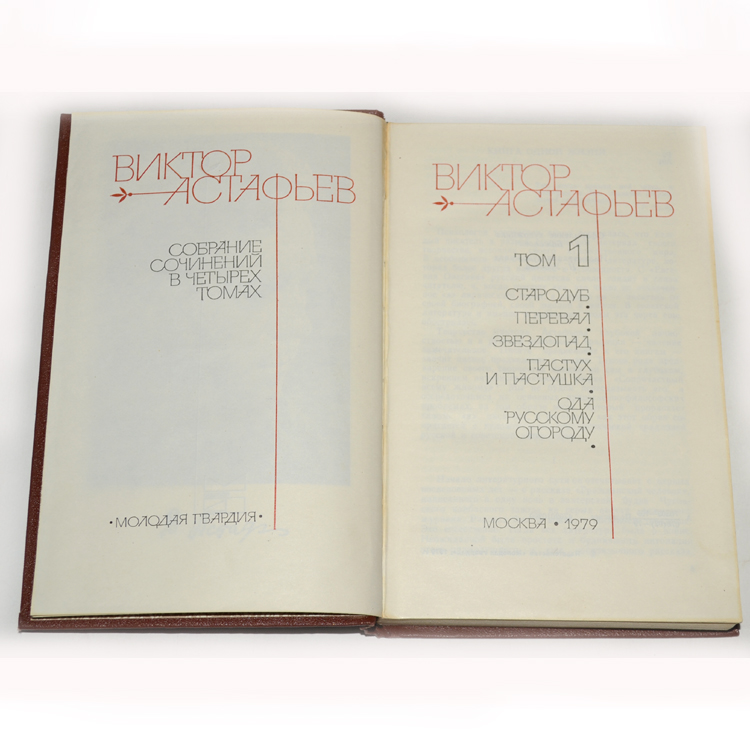 ВИКТОР
АСТАФЬЕВ
СОБРАНИЕ
СОЧИНЕНИЙ
В ЧЕТЫРЕХ
ТОМАХ
• МОЛОДАЯ ГВАРДИЯ •
ВИКТОР
АСТАФЬЕВ
ТОМ 1
СТАРОДУБ
•
ПЕРЕВАЛ
•
ЗВЕЗДОПАД
•
ПАСТУХ
И ПАСТУШКА
•
ОДА
РУССКОМУ
ОГОРОДУ
•
МОСКВА • 1979